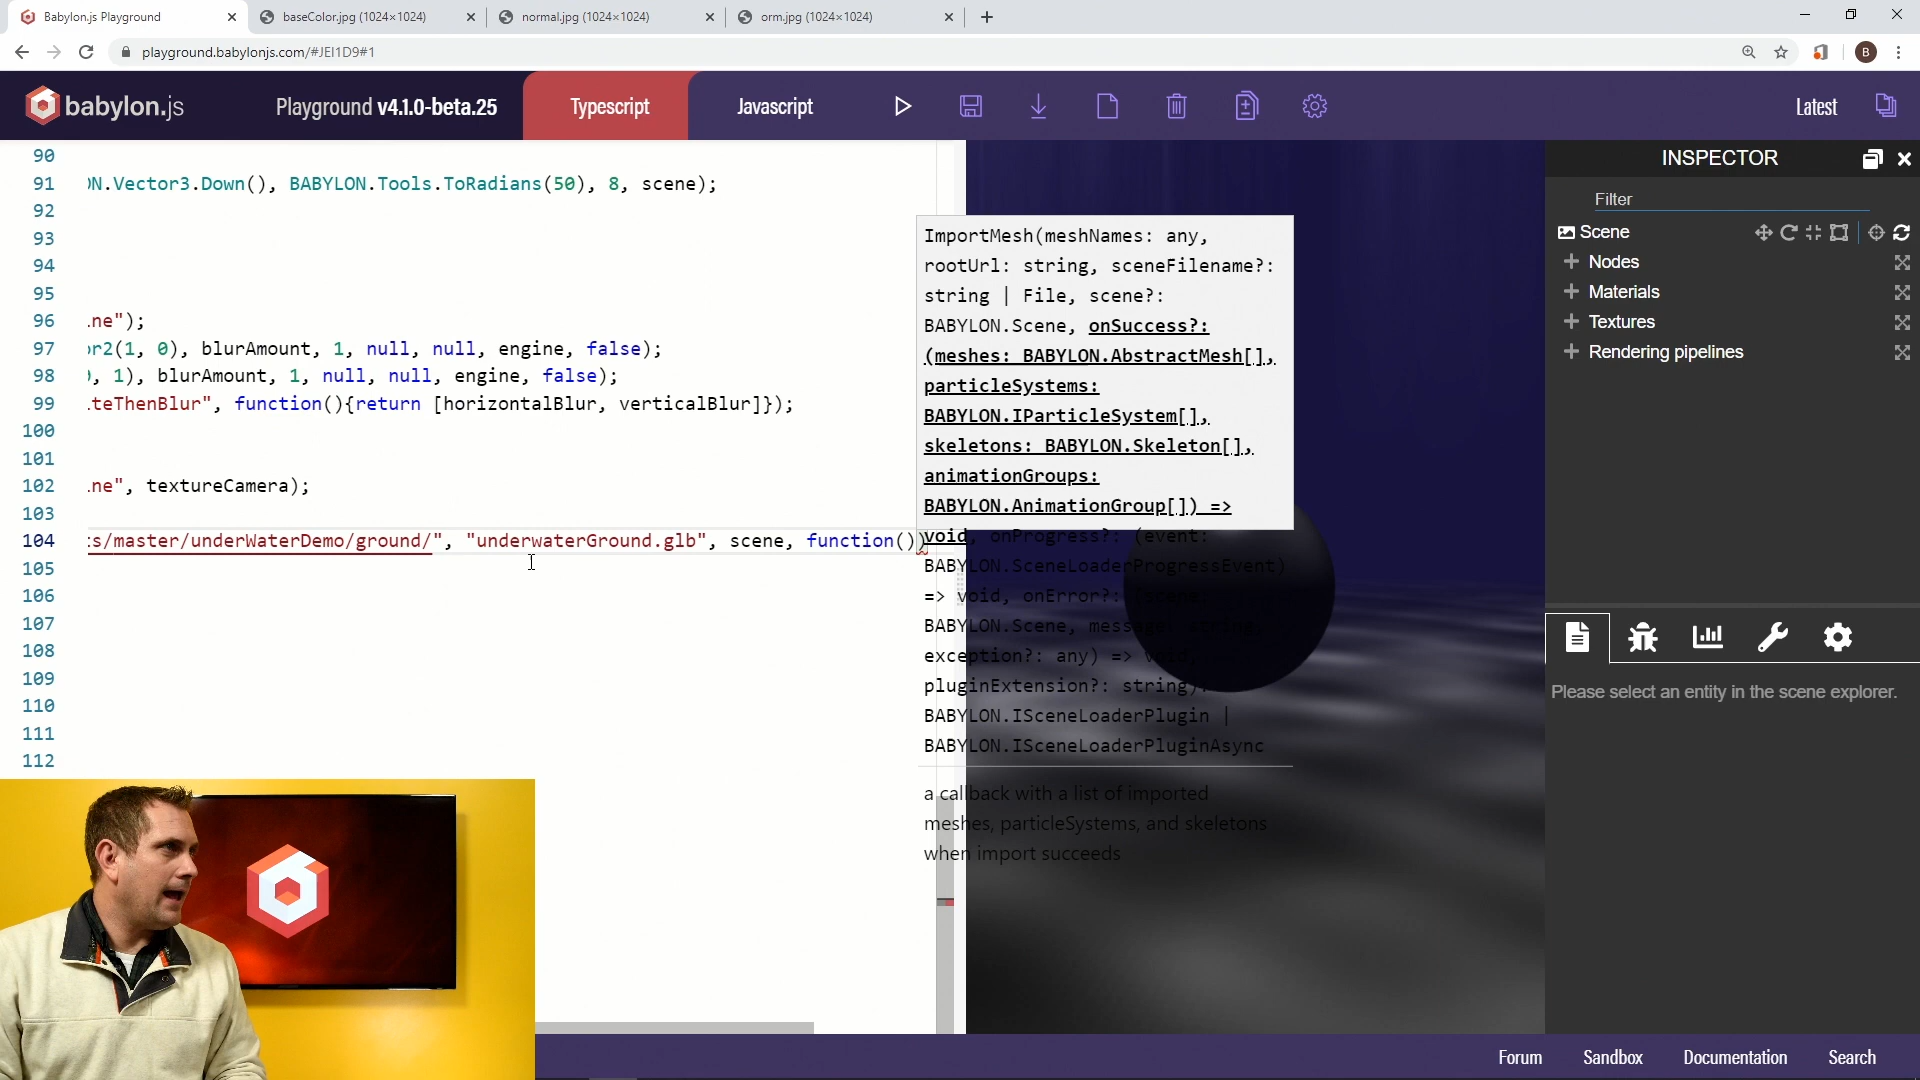 Babylon.js Playground
baseColor.jpg (1024×1024)
normal.jpg (1024×1024)
orm.jpg (1024×1024)
playground.babylonjs.com/#JEI1D9#1
B
babylon.js
Playground v4.1.0-beta.25
Typescript
Javascript
Latest
90
91 N.Vector3.Down(), BABYLON.Tools.ToRadians(50), 8, scene);
92
93
94
95
96 .ne");
97 or2(1, 0), blurAmount, 1, null, null, engine, false);
98 , 1), blurAmount, 1, null, null, engine, false);
99 .teThenBlur", function(){return [horizontalBlur, verticalBlur]});
100
101
102 .ne", textureCamera);
103
104 :s/master/underWaterDemo/ground/", "underwaterGround.glb", scene, function())
105
106
107
108
109
110
111
112
ImportMesh(meshNames: any,
rootUrl: string, sceneFilename?:
string | File, scene?:
BABYLON.Scene, onSuccess?:
(meshes: BABYLON.AbstractMesh[],
particleSystems:
BABYLON.IParticleSystem[],
skeletons: BABYLON.Skeleton[],
animationGroups:
BABYLON.AnimationGroup[]) =>
void, onProgress?: (event:
BABYLON.SceneLoaderProgressEvent)
=> void, onError?: (scene:
BABYLON.Scene, message: string,
exception?: any) => void,
pluginExtension?: string):
BABYLON.ISceneLoaderPlugin |
BABYLON.ISceneLoaderPluginAsync
a callback with a list of imported
meshes, particleSystems, and skeletons
when import succeeds
INSPECTOR
Filter
Scene
Nodes
Materials
Textures
Rendering pipelines
Please select an entity in the scene explorer.
Forum
Sandbox
Documentation
Search